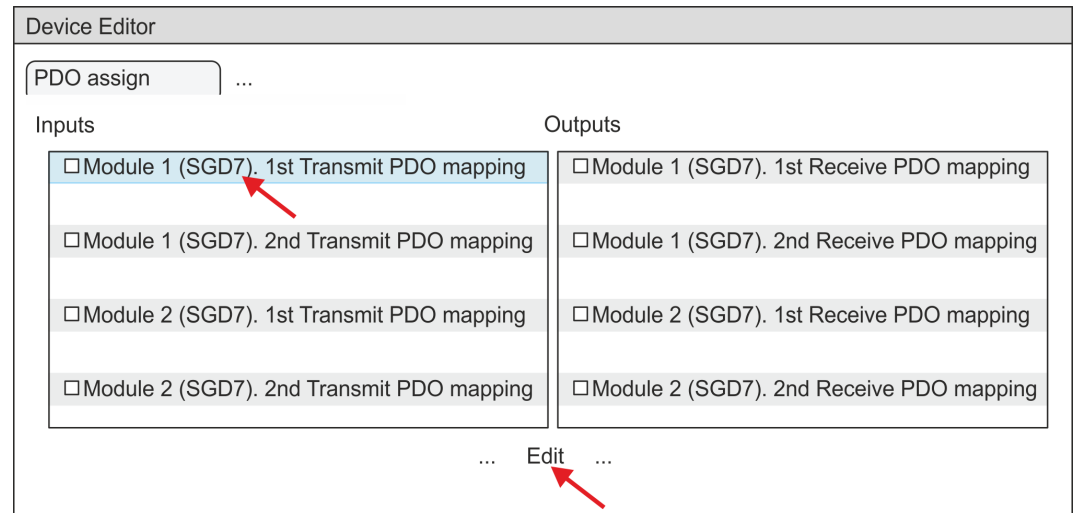 Device Editor
PDO assign ...
Inputs
Outputs
Module 1 (SGD7). 1st Transmit PDO mapping
Module 1 (SGD7). 2nd Transmit PDO mapping
Module 2 (SGD7). 1st Transmit PDO mapping
Module 2 (SGD7). 2nd Transmit PDO mapping
Module 1 (SGD7). 1st Receive PDO mapping
Module 1 (SGD7). 2nd Receive PDO mapping
Module 2 (SGD7). 1st Receive PDO mapping
Module 2 (SGD7). 2nd Receive PDO mapping
... Edit ...